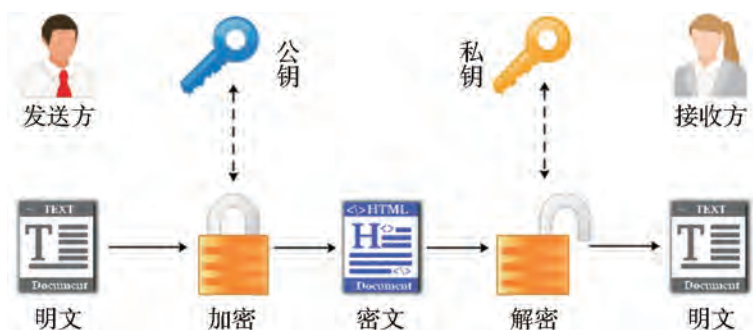 公钥
私钥
发送方
接收方
TEXT
T
Document
<\>HTML
H<>
<\>
Document
TEXT
T
Document
明文
加密
密文
解密
明文